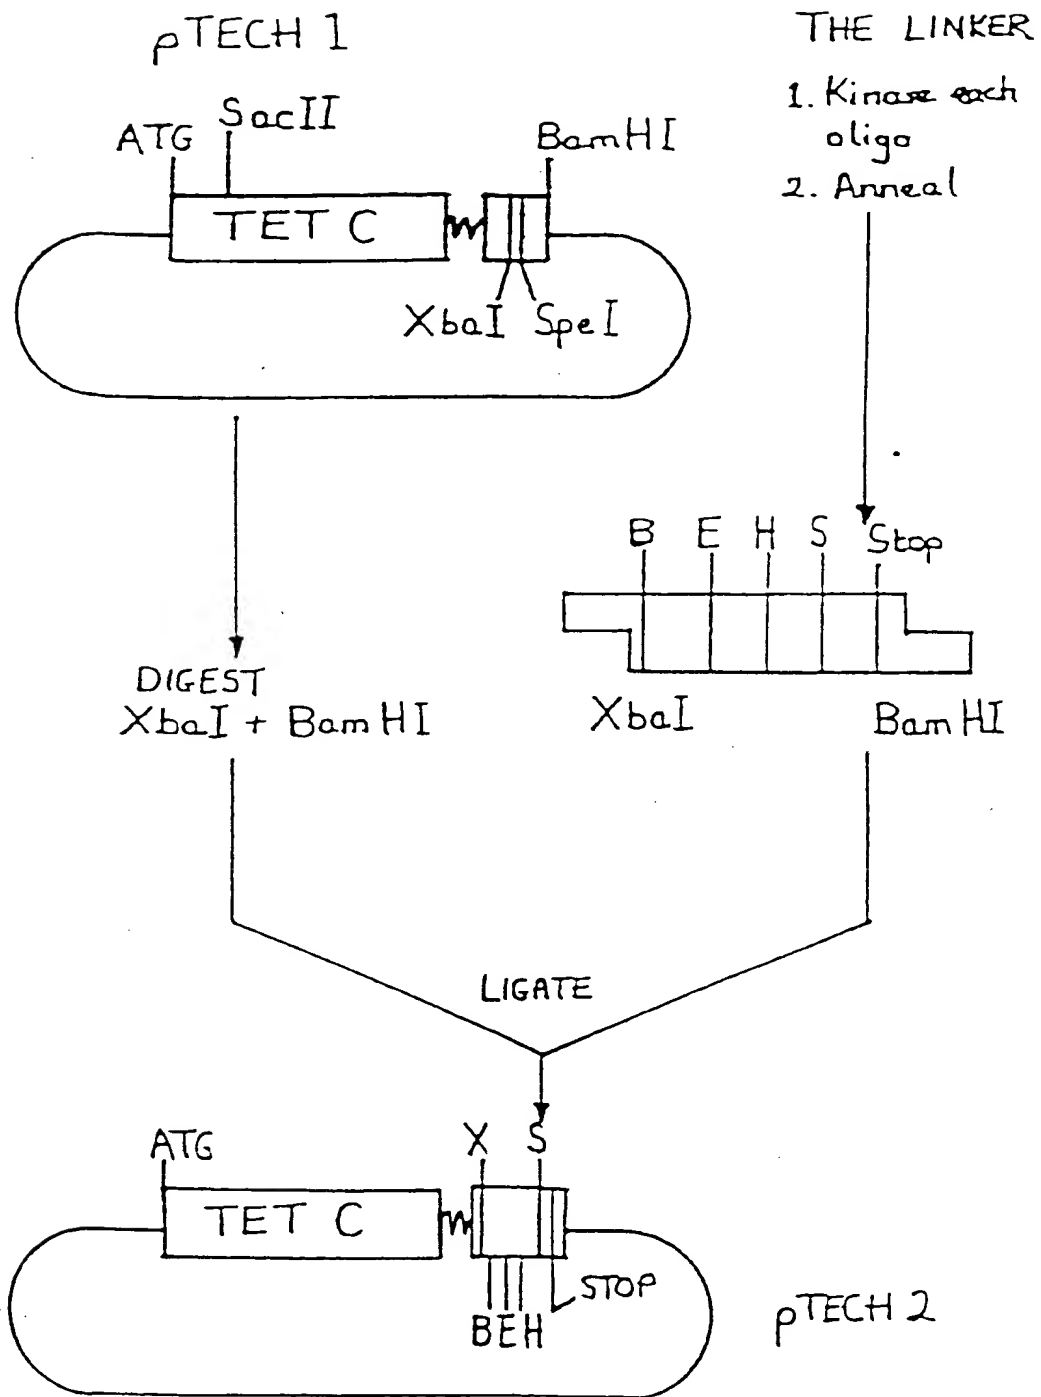 pTECH 1
SacII
ATG
BamHI
TET C
XbaI SpeI
THE LINKER
1. Kinase each
oligo
2. Anneal
B E H S Stop
XbaI BamHI
DIGEST
XbaI + BamHI
LIGATE
ATG
X S
TET C
STOP
BEH
pTECH 2